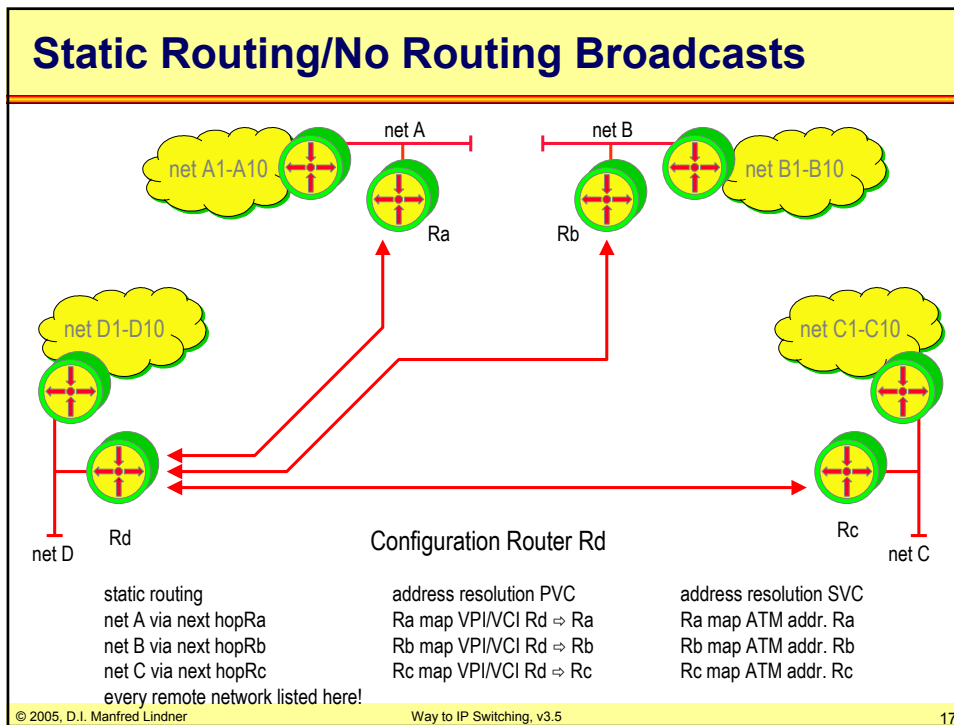 Static Routing/No Routing Broadcasts
net A
net B
net A1-A10
net B1-B10
Ra
Rb
net D1-D10
net C1-C10
Rd
Rc
net D
net C
Configuration Router Rd
static routing
net A via next hopRa
net B via next hopRb
net C via next hopRc
every remote network listed here!
address resolution PVC
Ra map VPI/VCI Rd ⇨ Ra
Rb map VPI/VCI Rd ⇨ Rb
Rc map VPI/VCI Rd ⇨ Rc
address resolution SVC
Ra map ATM addr. Ra
Rb map ATM addr. Rb
Rc map ATM addr. Rc
© 2005, D.I. Manfred Lindner
Way to IP Switching, v3.5
17